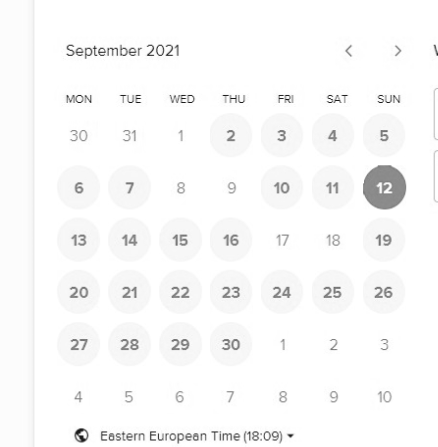 September 2021
MON TUE WED THU FRI SAT SUN
30 31 1 2 3 4 5
6 7 8 9 10 11 12
13 14 15 16 17 18 19
20 21 22 23 24 25 26
27 28 29 30 1 2 3
4 5 6 7 8 9 10
Eastern European Time (18:09)